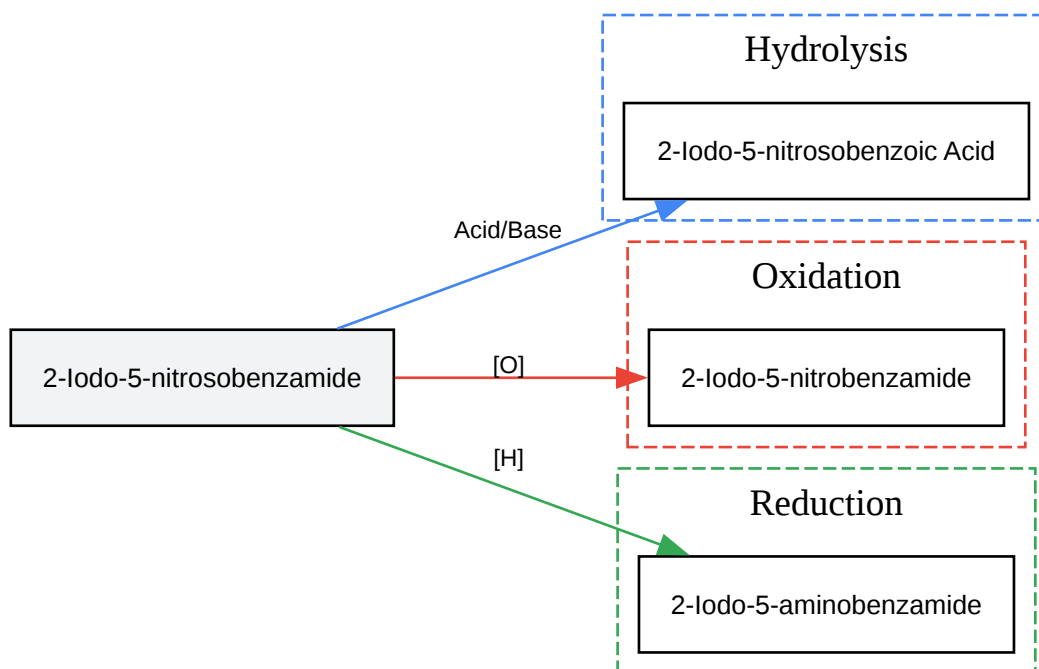 Hydrolysis
2-Iodo-5-nitrosobenzoic Acid
Acid/Base
Oxidation
2-Iodo-5-nitrosobenzamide
[O]
2-Iodo-5-nitrobenzamide
[H]
Reduction
2-Iodo-5-aminobenzamide